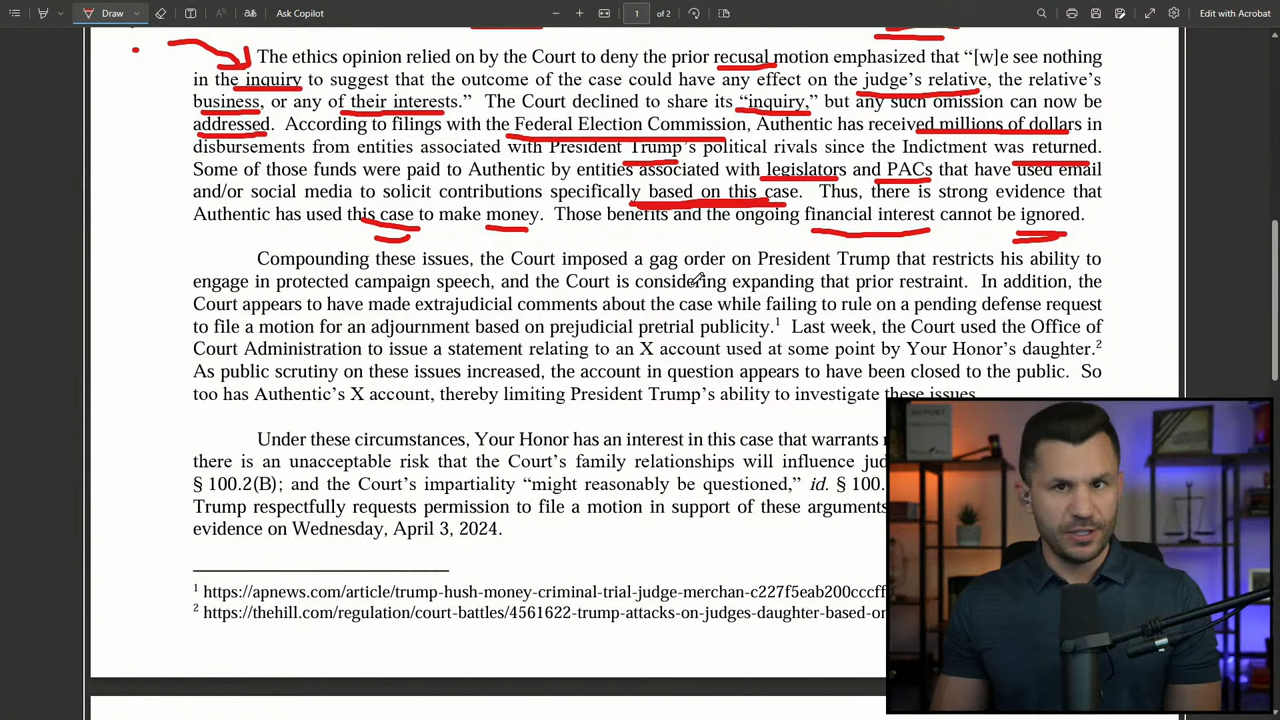 Draw
Ask Copilot
1 of 2
Edit with Acrobat
The ethics opinion relied on by the Court to deny the prior recusal motion emphasized that “[w]e see nothing
in the inquiry to suggest that the outcome of the case could have any effect on the judge’s relative, the relative’s
business, or any of their interests.” The Court declined to share its “inquiry,” but any such omission can now be
addressed. According to filings with the Federal Election Commission, Authentic has received millions of dollars in
disbursements from entities associated with President Trump’s political rivals since the Indictment was returned.
Some of those funds were paid to Authentic by entities associated with legislators and PACs that have used email
and/or social media to solicit contributions specifically based on this case. Thus, there is strong evidence that
Authentic has used this case to make money. Those benefits and the ongoing financial interest cannot be ignored.
Compounding these issues, the Court imposed a gag order on President Trump that restricts his ability to
engage in protected campaign speech, and the Court is considering expanding that prior restraint. In addition, the
Court appears to have made extrajudicial comments about the case while failing to rule on a pending defense request
to file a motion for an adjournment based on prejudicial pretrial publicity.¹ Last week, the Court used the Office of
Court Administration to issue a statement relating to an X account used at some point by Your Honor’s daughter.²
As public scrutiny on these issues increased, the account in question appears to have been closed to the public. So
too has Authentic’s X account, thereby limiting President Trump’s ability to investigate these issues.
Under these circumstances, Your Honor has an interest in this case that warrants
there is an unacceptable risk that the Court’s family relationships will influence
§ 100.2(B); and the Court’s impartiality “might reasonably be questioned,” id. § 100.
Trump respectfully requests permission to file a motion in support of these arguments
evidence on Wednesday, April 3, 2024.
¹ https://apnews.com/article/trump-hush-money-criminal-trial-judge-merchan-c227f5eab200cccff
² https://thehill.com/regulation/court-battles/4561622-trump-attacks-on-judges-daughter-based-or
REPORT